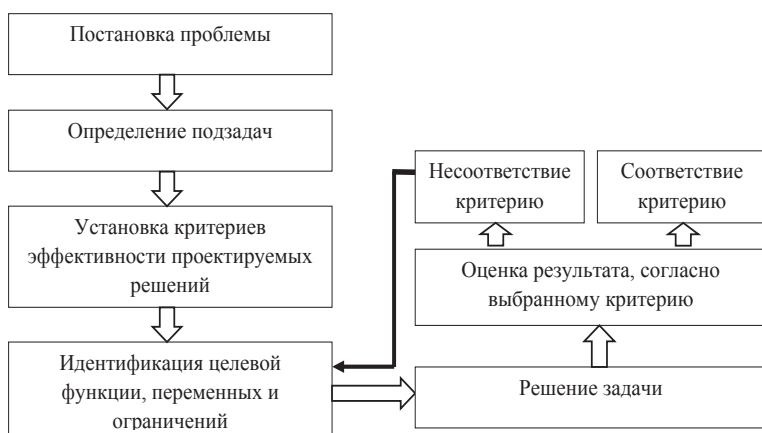 Постановка проблемы
Определение подзадач
Установка критериев
эффективности проектируемых
решений
Идентификация целевой
функции, переменных и
ограничений
Решение задачи
Оценка результата, согласно
выбранному критерию
Несоответствие
критерию
Соответствие
критерию